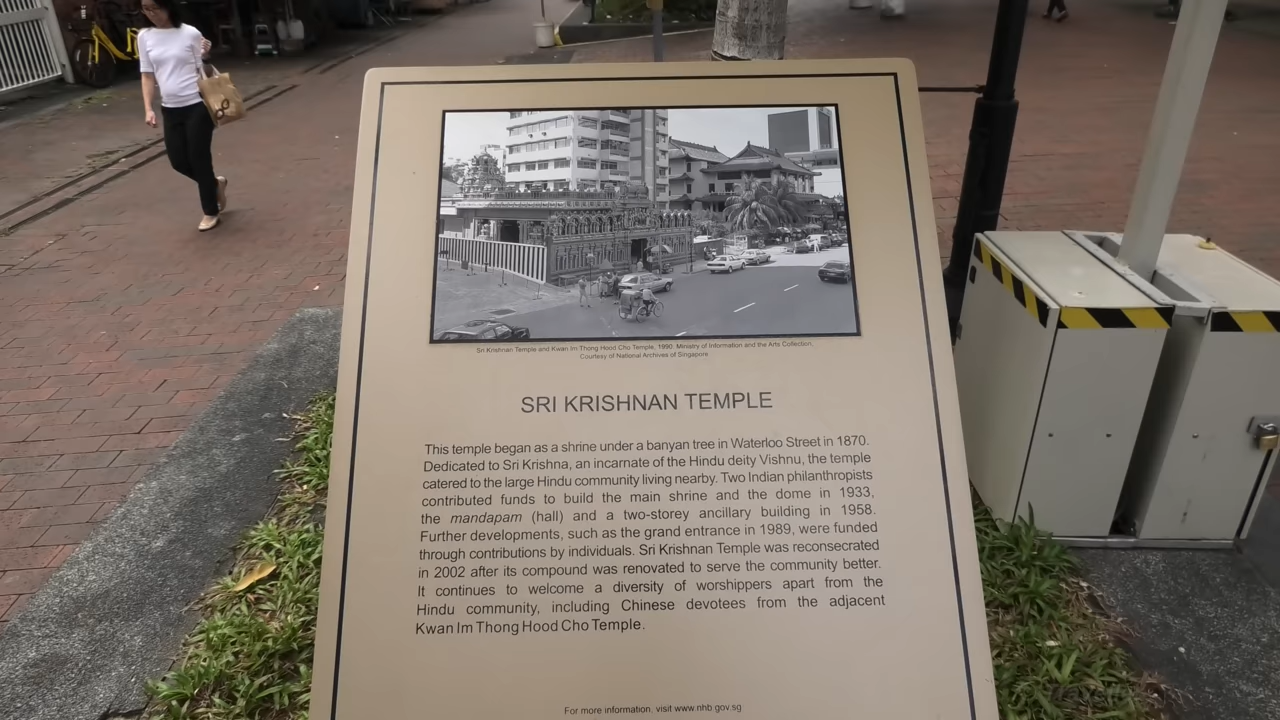 Sri Krishnan Temple and Kwan Im Thong Hood Cho Temple, 1990. Ministry of Information and the Arts Collection,
Courtesy of National Archives of Singapore.
SRI KRISHNAN TEMPLE
This temple began as a shrine under a banyan tree in Waterloo Street in 1870.
Dedicated to Sri Krishna, an incarnate of the Hindu deity Vishnu, the temple
catered to the large Hindu community living nearby. Two Indian philanthropists
contributed funds to build the main shrine and the dome in 1933,
the mandapam (hall) and a two-storey ancillary building in 1958.
Further developments, such as the grand entrance in 1989, were funded
through contributions by individuals. Sri Krishnan Temple was reconsecrated
in 2002 after its compound was renovated to serve the community better.
It continues to welcome a diversity of worshippers apart from the
Hindu community, including Chinese devotees from the adjacent
Kwan Im Thong Hood Cho Temple.
For more information, visit www.nhb.gov.sg